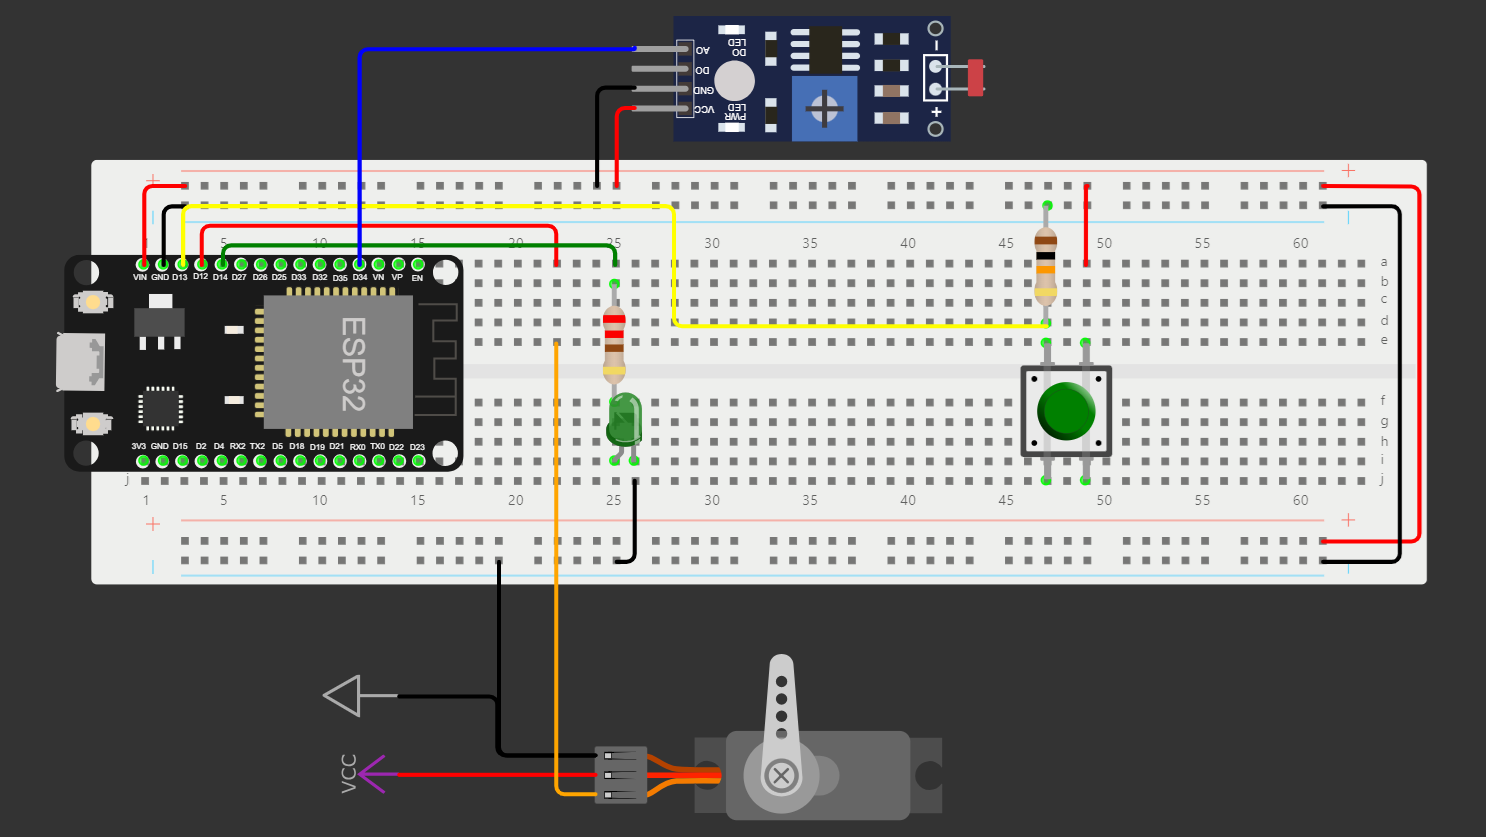 AO
DO
GND
VCC
DO
LED
PWR
LED
+
+
1 5 10 15 20 25 30 35 40 45 50 55 60
VIN GND D13 D12 D14 D27 D26 D25 D33 D32 D35 D34 VN VP EN
a
b
c
d
e
ESP32
f
g
h
i
3V3 GND D15 D2 D4 RX2 TX2 D5 D18 D19 D21 RX0 TX0 D22 D23
j j
1 5 10 15 20 25 30 35 40 45 50 55 60
+ +
VCC